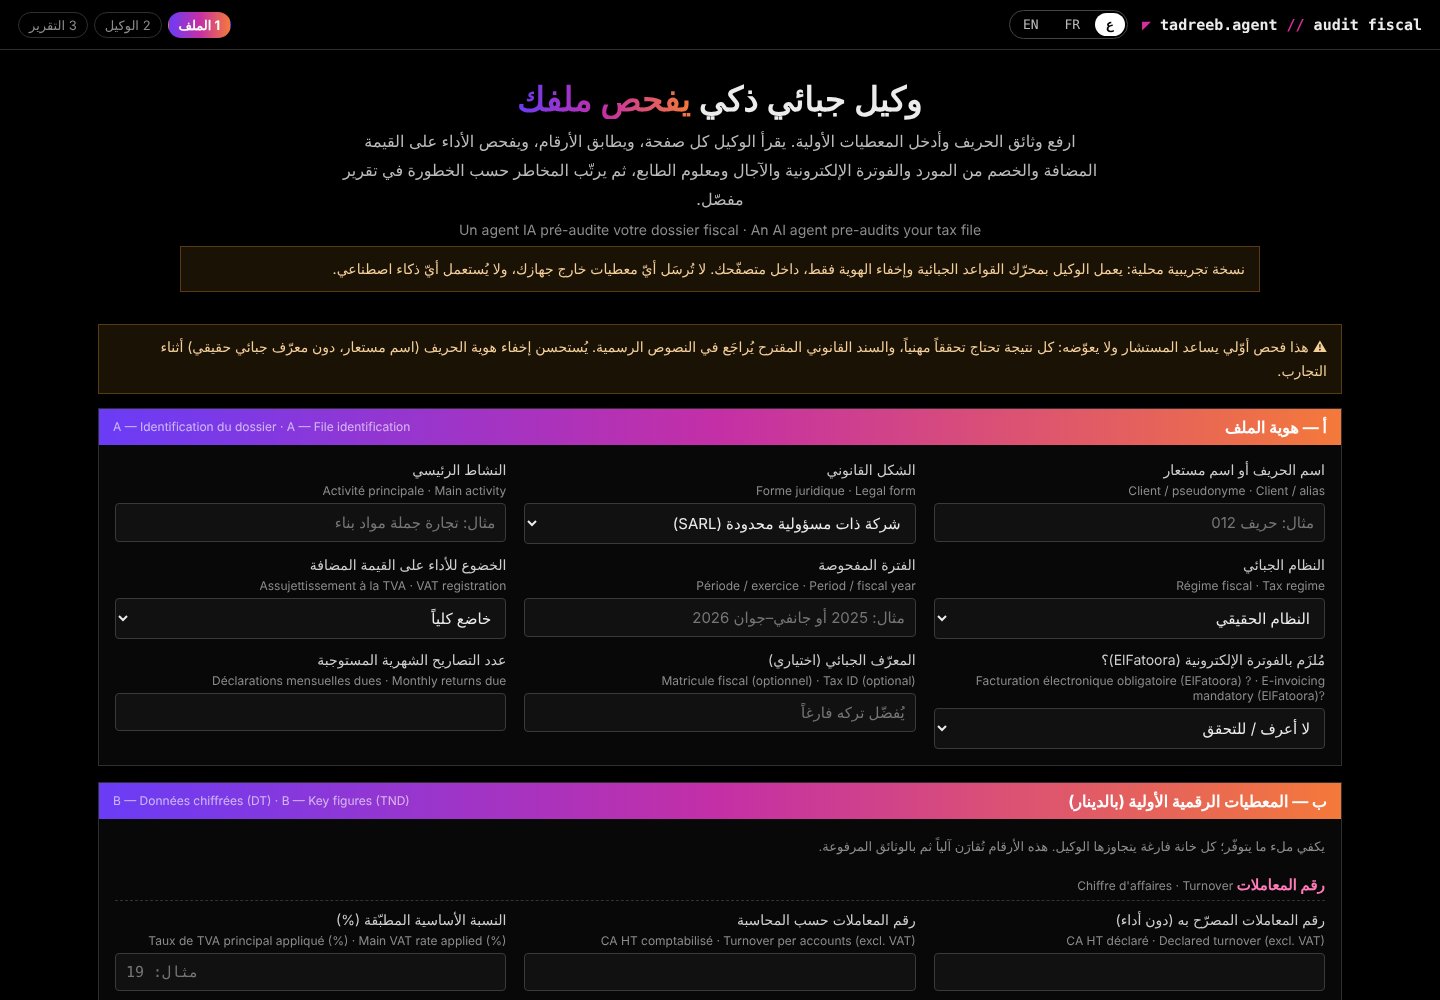 ◤ tadreeb.agent // audit fiscal
ع FR EN
1 الملف 2 الوكيل 3 التقرير
وكيل جبائي ذكي يفحص ملفك
ارفع وثائق الحريف وأدخل المعطيات الأولية. يقرأ الوكيل كل صفحة، ويطابق الأرقام، ويفحص الأداء على القيمة
المضافة والخصم من المورد والفوترة الإلكترونية والآجال ومعلوم الطابع، ثم يرتّب المخاطر حسب الخطورة في تقرير
مفصّل.
Un agent IA pré-audite votre dossier fiscal · An AI agent pre-audits your tax file
نسخة تجريبية محلية: يعمل الوكيل بمحرّك القواعد الجبائية وإخفاء الهوية فقط، داخل متصفّحك. لا تُرسَل أيّ معطيات خارج جهازك، ولا يُستعمل أيّ ذكاء اصطناعي.
⚠ هذا فحص أوّلي يساعد المستشار ولا يعوّضه: كل نتيجة تحتاج تحققاً مهنياً، والسند القانوني المقترح يُراجَع في النصوص الرسمية. يُستحسن إخفاء هوية الحريف (اسم مستعار، دون معرّف جبائي حقيقي) أثناء
التجارب.
أ — هوية الملف
A — Identification du dossier · A — File identification
اسم الحريف أو اسم مستعار
Client / pseudonyme · Client / alias
مثال: حريف 012
الشكل القانوني
Forme juridique · Legal form
شركة ذات مسؤولية محدودة (SARL)
النشاط الرئيسي
Activité principale · Main activity
مثال: تجارة جملة مواد بناء
النظام الجبائي
Régime fiscal · Tax regime
النظام الحقيقي
الفترة المفحوصة
Période / exercice · Period / fiscal year
مثال: 2025 أو جانفي–جوان 2026
الخضوع للأداء على القيمة المضافة
Assujettissement à la TVA · VAT registration
خاضع كلياً
مُلزَم بالفوترة الإلكترونية (ElFatoora)؟
Facturation électronique obligatoire (ElFatoora) ? · E-invoicing
mandatory (ElFatoora)?
لا أعرف / للتحقق
المعرّف الجبائي (اختياري)
Matricule fiscal (optionnel) · Tax ID (optional)
يُفضّل تركه فارغاً
عدد التصاريح الشهرية المستوجبة
Déclarations mensuelles dues · Monthly returns due
ب — المعطيات الرقمية الأولية (بالدينار)
B — Données chiffrées (DT) · B — Key figures (TND)
يكفي ملء ما يتوفّر؛ كل خانة فارغة يتجاوزها الوكيل. هذه الأرقام تُقارَن آلياً ثم بالوثائق المرفوعة.
رقم المعاملات Chiffre d'affaires · Turnover
رقم المعاملات المصرّح به (دون أداء)
CA HT déclaré · Declared turnover (excl. VAT)
رقم المعاملات حسب المحاسبة
CA HT comptabilisé · Turnover per accounts (excl. VAT)
النسبة الأساسية المطبّقة (%)
Taux de TVA principal appliqué (%) · Main VAT rate applied (%)
مثال: 19